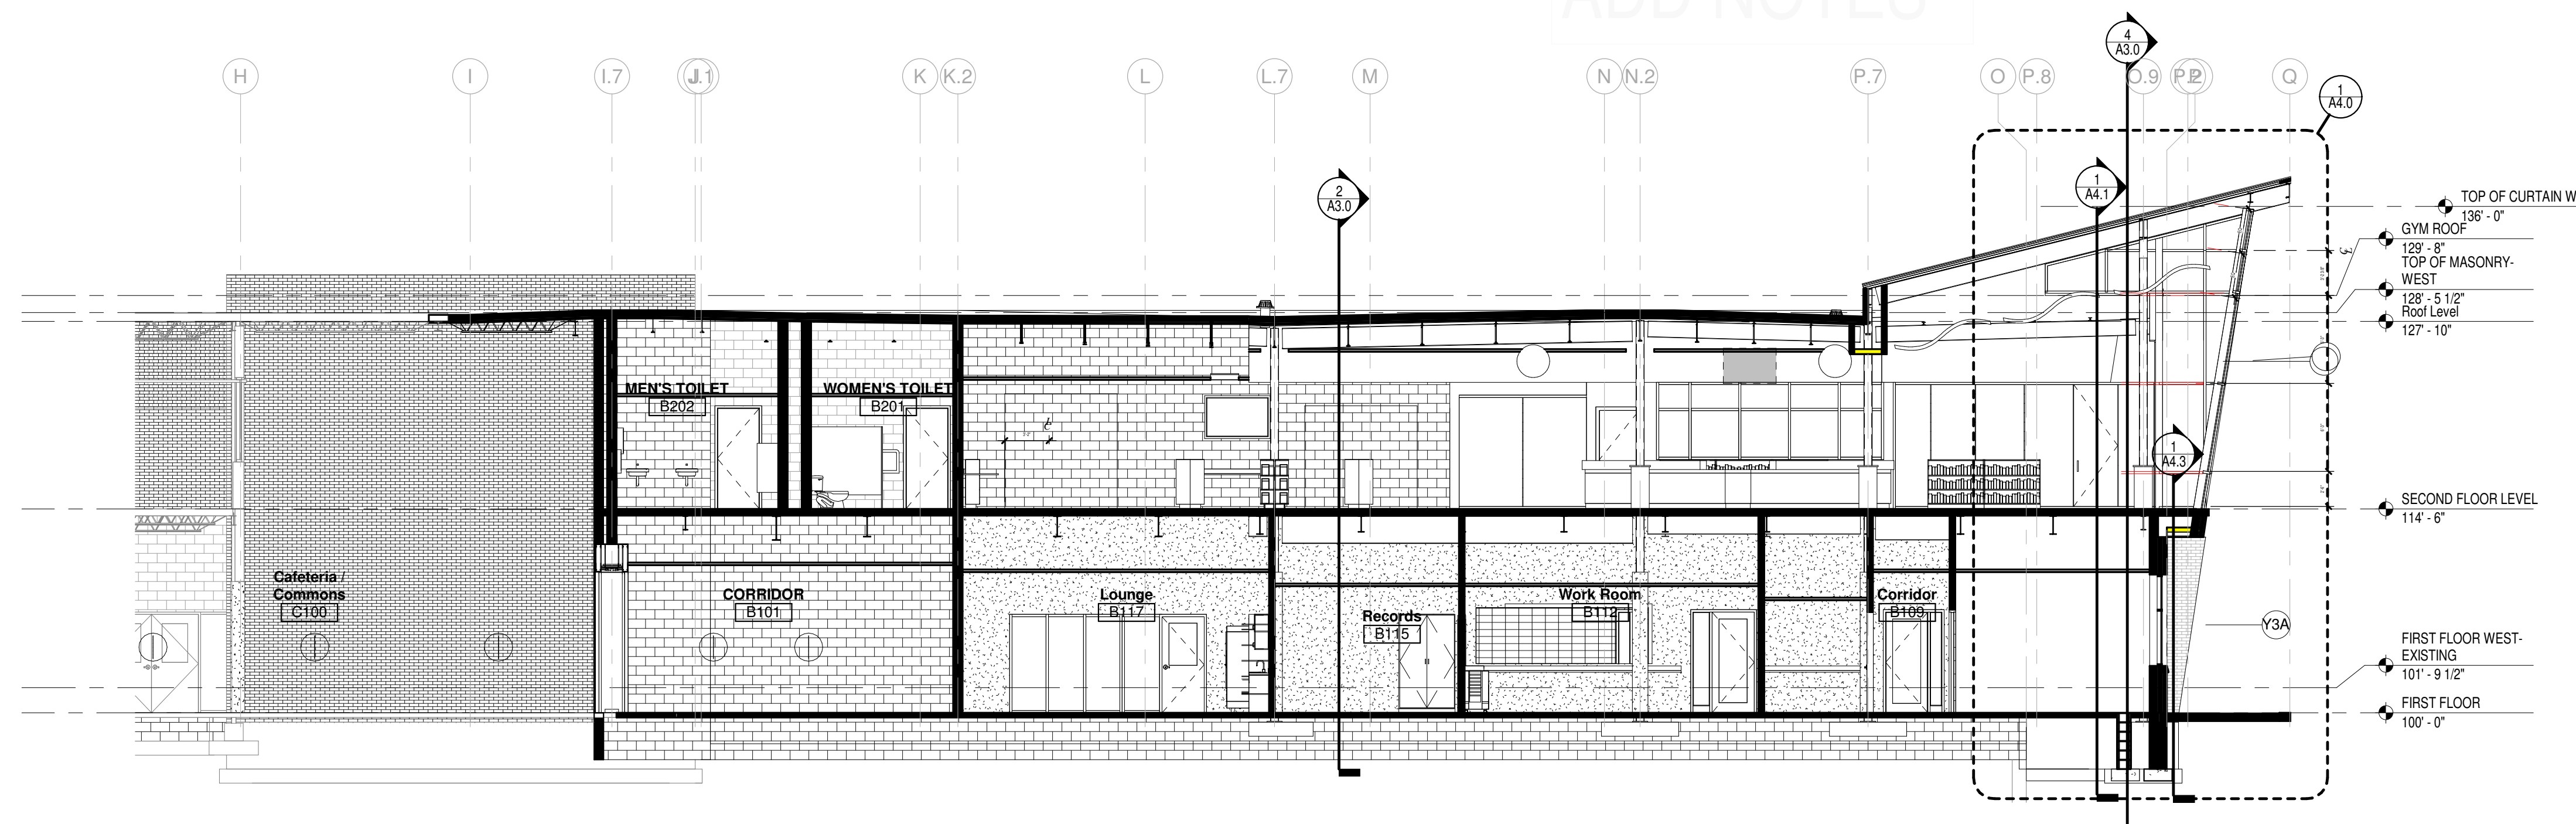 ADD NOTES
4
A3.0
H
I
I.7
J
J.1
K
K.2
L
L.7
M
N
N.2
P.7
O
P.8
O.9
P.2
Q
1
A4.0
2
A3.0
1
A4.1
TOP OF CURTAIN W
136' - 0"
GYM ROOF
129' - 8"
TOP OF MASONRY-
WEST
128' - 5 1/2"
Roof Level
127' - 10"
MEN'S TOILET
B202
WOMEN'S TOILET
B201
1
A4.3
SECOND FLOOR LEVEL
114' - 6"
Cafeteria /
Commons
C100
CORRIDOR
B101
Lounge
B117
Records
B115
Work Room
B112
Corridor
B109
Y3A
FIRST FLOOR WEST-
EXISTING
101' - 9 1/2"
FIRST FLOOR
100' - 0"